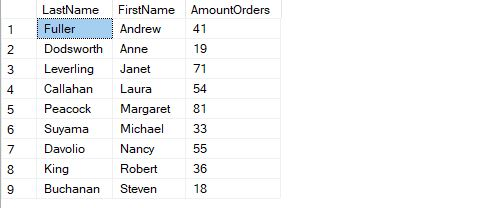 LastName FirstName AmountOrders
1 Fuller Andrew 41
2 Dodsworth Anne 19
3 Leverling Janet 71
4 Callahan Laura 54
5 Peacock Margaret 81
6 Suyama Michael 33
7 Davolio Nancy 55
8 King Robert 36
9 Buchanan Steven 18